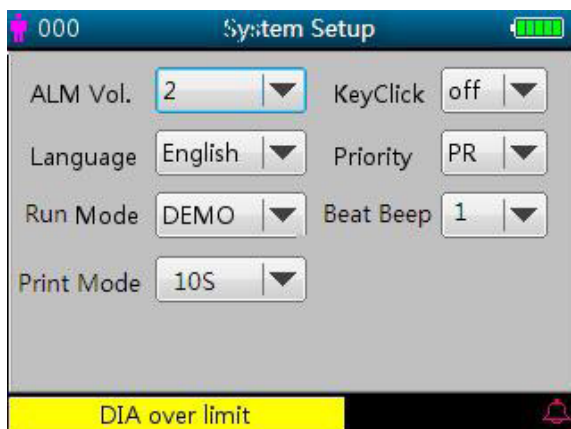 000 System Setup
ALM Vol. 2 KeyClick off
Language English Priority PR
Run Mode DEMO Beat Beep 1
Print Mode 10S
DIA over limit